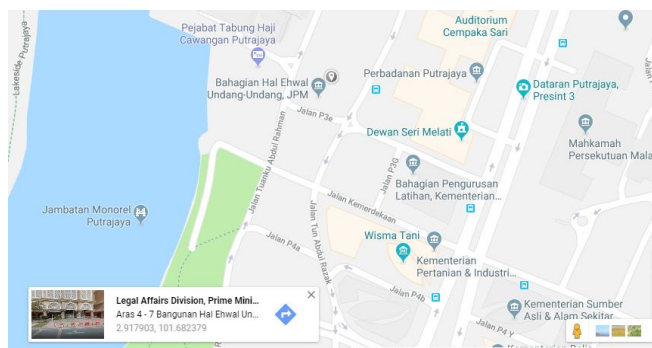 Pejabat Tabung Haji
Cawangan Putrajaya
Auditorium
Cempaka Sari
Lakeside Putrajaya
Bahagian Hal Ehwal
Undang-Undang, JPM
Perbadanan Putrajaya
Dataran Putrajaya,
Presint 3
Jalan P3e
Dewan Seri Melati
Mahkamah
Persekutuan Mala
Jalan Tuanku Abdul Rahman
Jalan P3G
Bahagian Pengurusan
Latihan, Kementerian...
Jambatan Monorel
Putrajaya
Jalan Kemerdekaan
Jalan Tun Abdul Razak
Wisma Tani
Jalan P4a
Kementerian
Pertanian & Industri...
Jalan P4b
Kementerian Sumber
Asli & Alam Sekitar
Jalan P4 Y
Legal Affairs Division, Prime Mini...
Aras 4 - 7 Bangunan Hal Ehwal Un...
2.917903, 101.682379